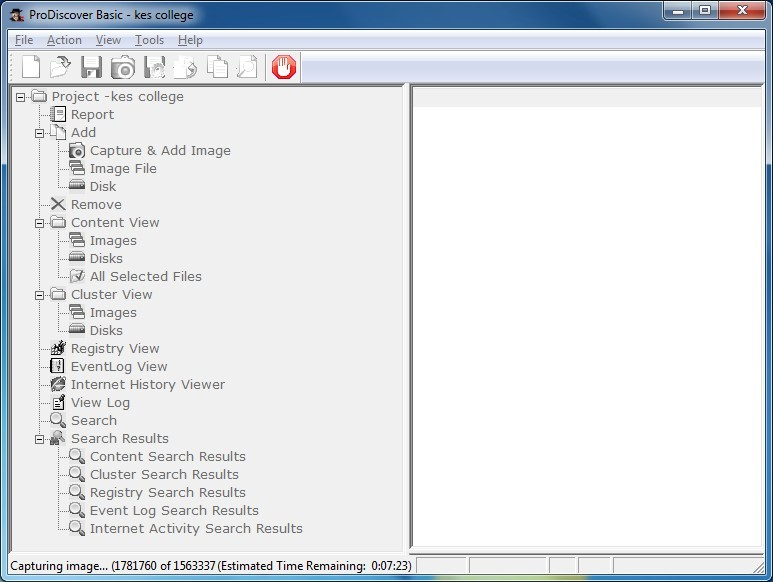 ProDiscover Basic - kes college
File Action View Tools Help
Project -kes college
Report
Add
Capture & Add Image
Image File
Disk
Remove
Content View
Images
Disks
All Selected Files
Cluster View
Images
Disks
Registry View
EventLog View
Internet History Viewer
View Log
Search
Search Results
Content Search Results
Cluster Search Results
Registry Search Results
Event Log Search Results
Internet Activity Search Results
Capturing image... (1781760 of 1563337 (Estimated Time Remaining: 0:07:23)